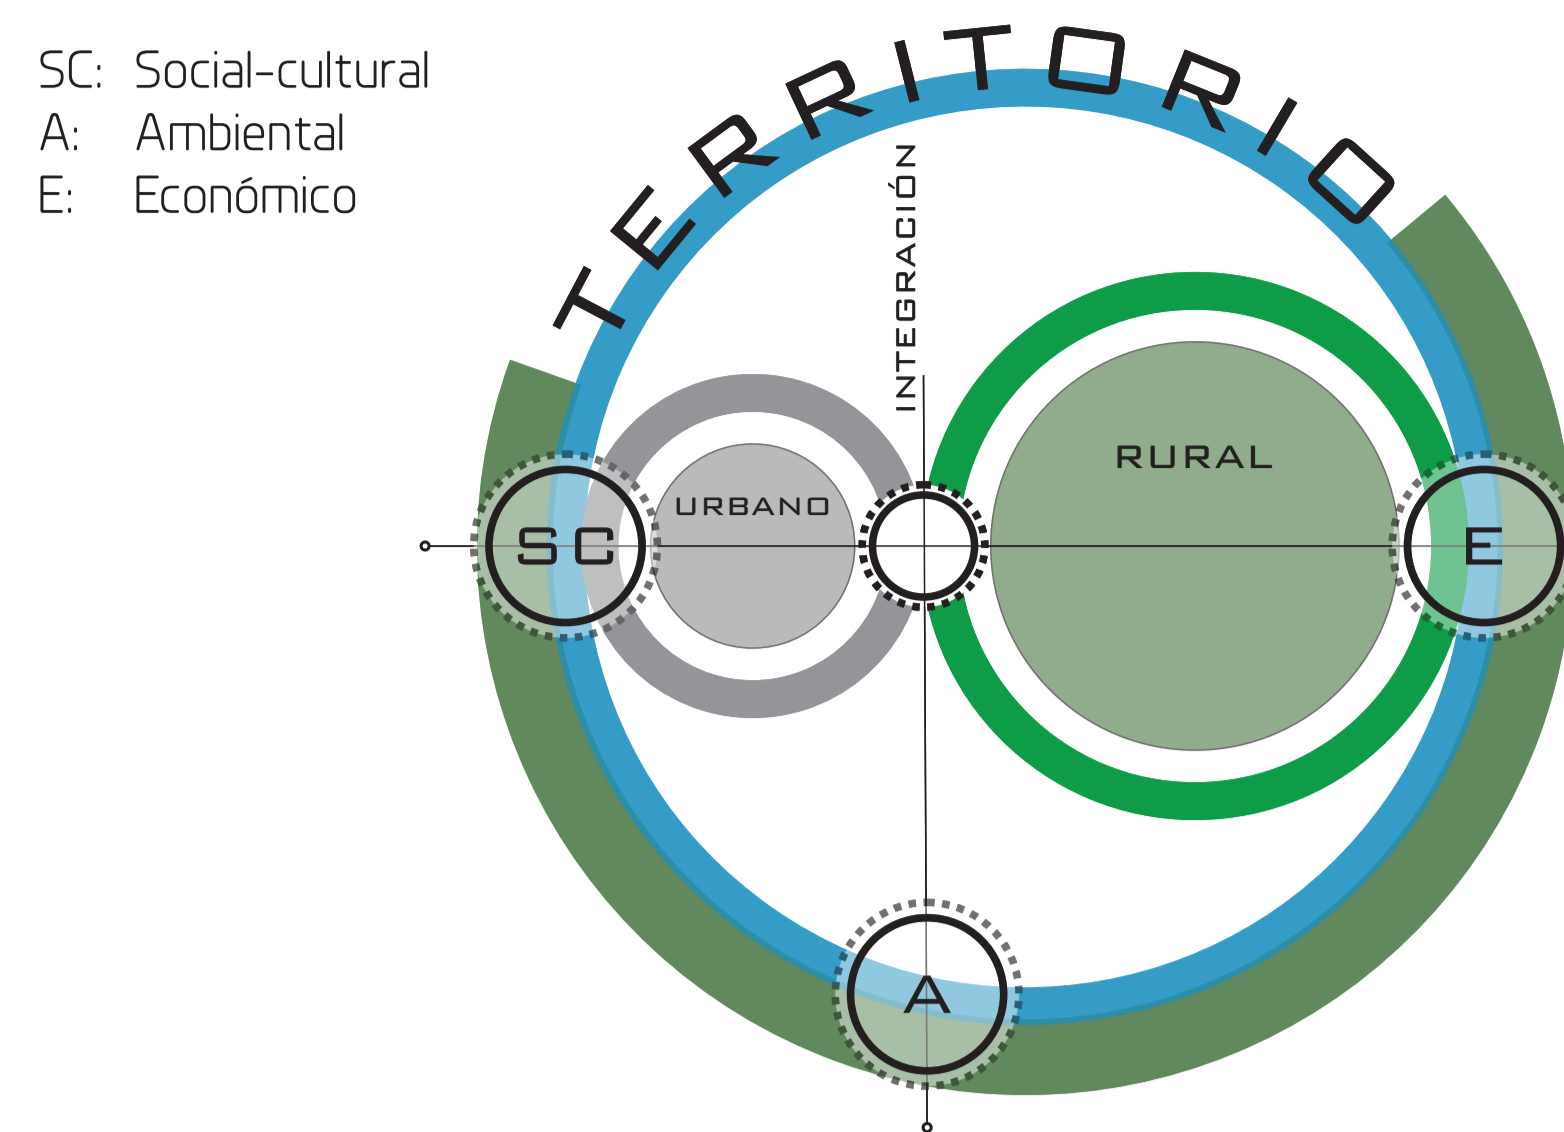 SC: Social-cultural
A: Ambiental
E: Económico
TERRITORIO
INTEGRACIÓN
RURAL
URBANO
SC
E
A